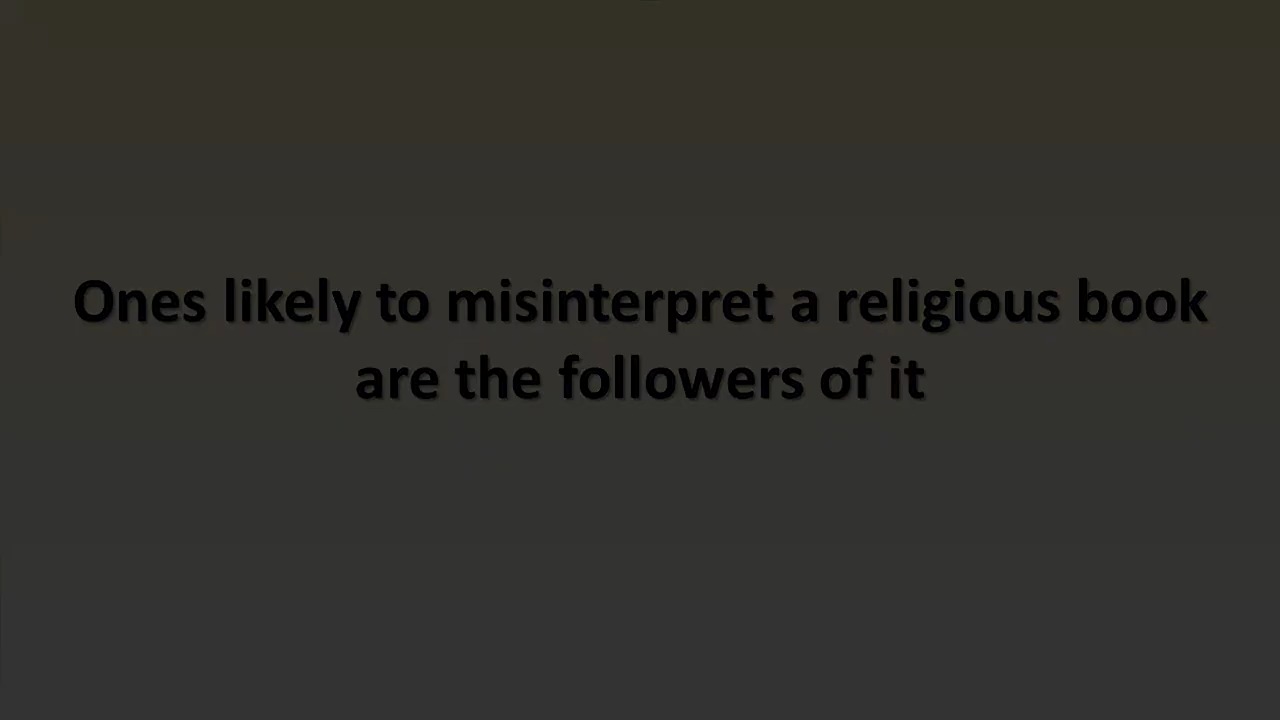 Ones likely to misinterpret a religious book
are the followers of it